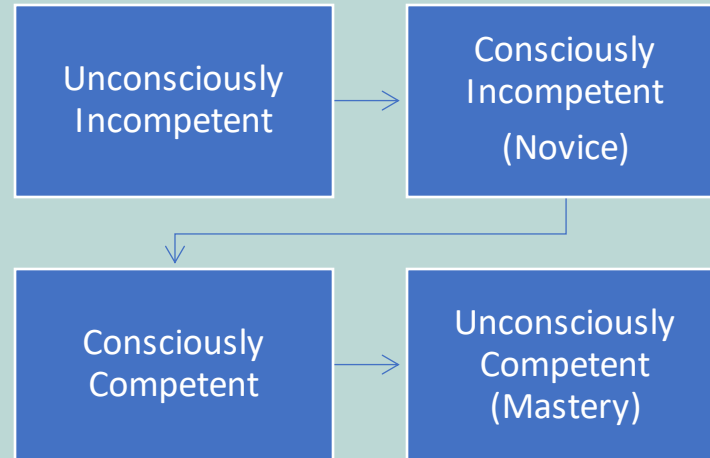 Unconsciously
Incompetent
Consciously
Incompetent
(Novice)
Consciously
Competent
Unconsciously
Competent
(Mastery)